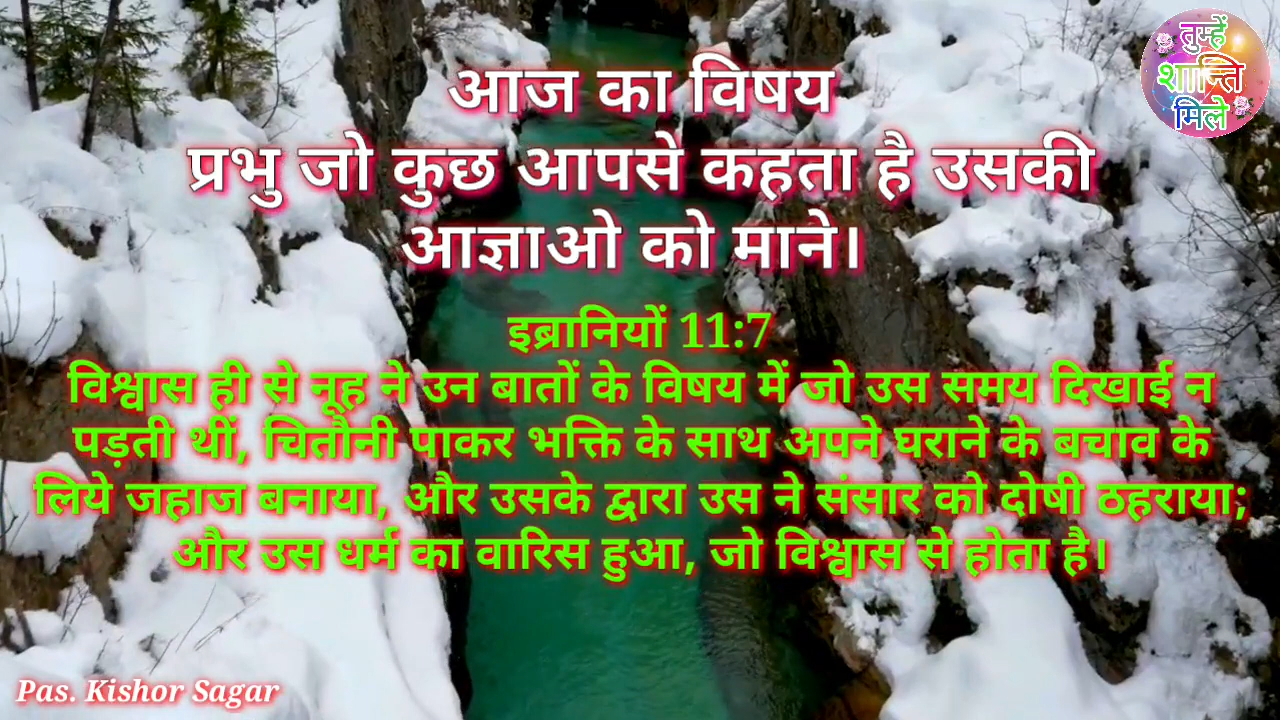 तुम्हें
शान्ति
मिले
आज का विषय
प्रभु जो कुछ आपसे कहता है उसकी
आज्ञाओ को माने।
इब्रानियों 11:7
विश्वास ही से नूह ने उन बातों के विषय में जो उस समय दिखाई न
पड़ती थीं, चितौनी पाकर भक्ति के साथ अपने घराने के बचाव के
लिये जहाज बनाया, और उसके द्वारा उस ने संसार को दोषी ठहराया;
और उस धर्म का वारिस हुआ, जो विश्वास से होता है।
Pas. Kishor Sagar